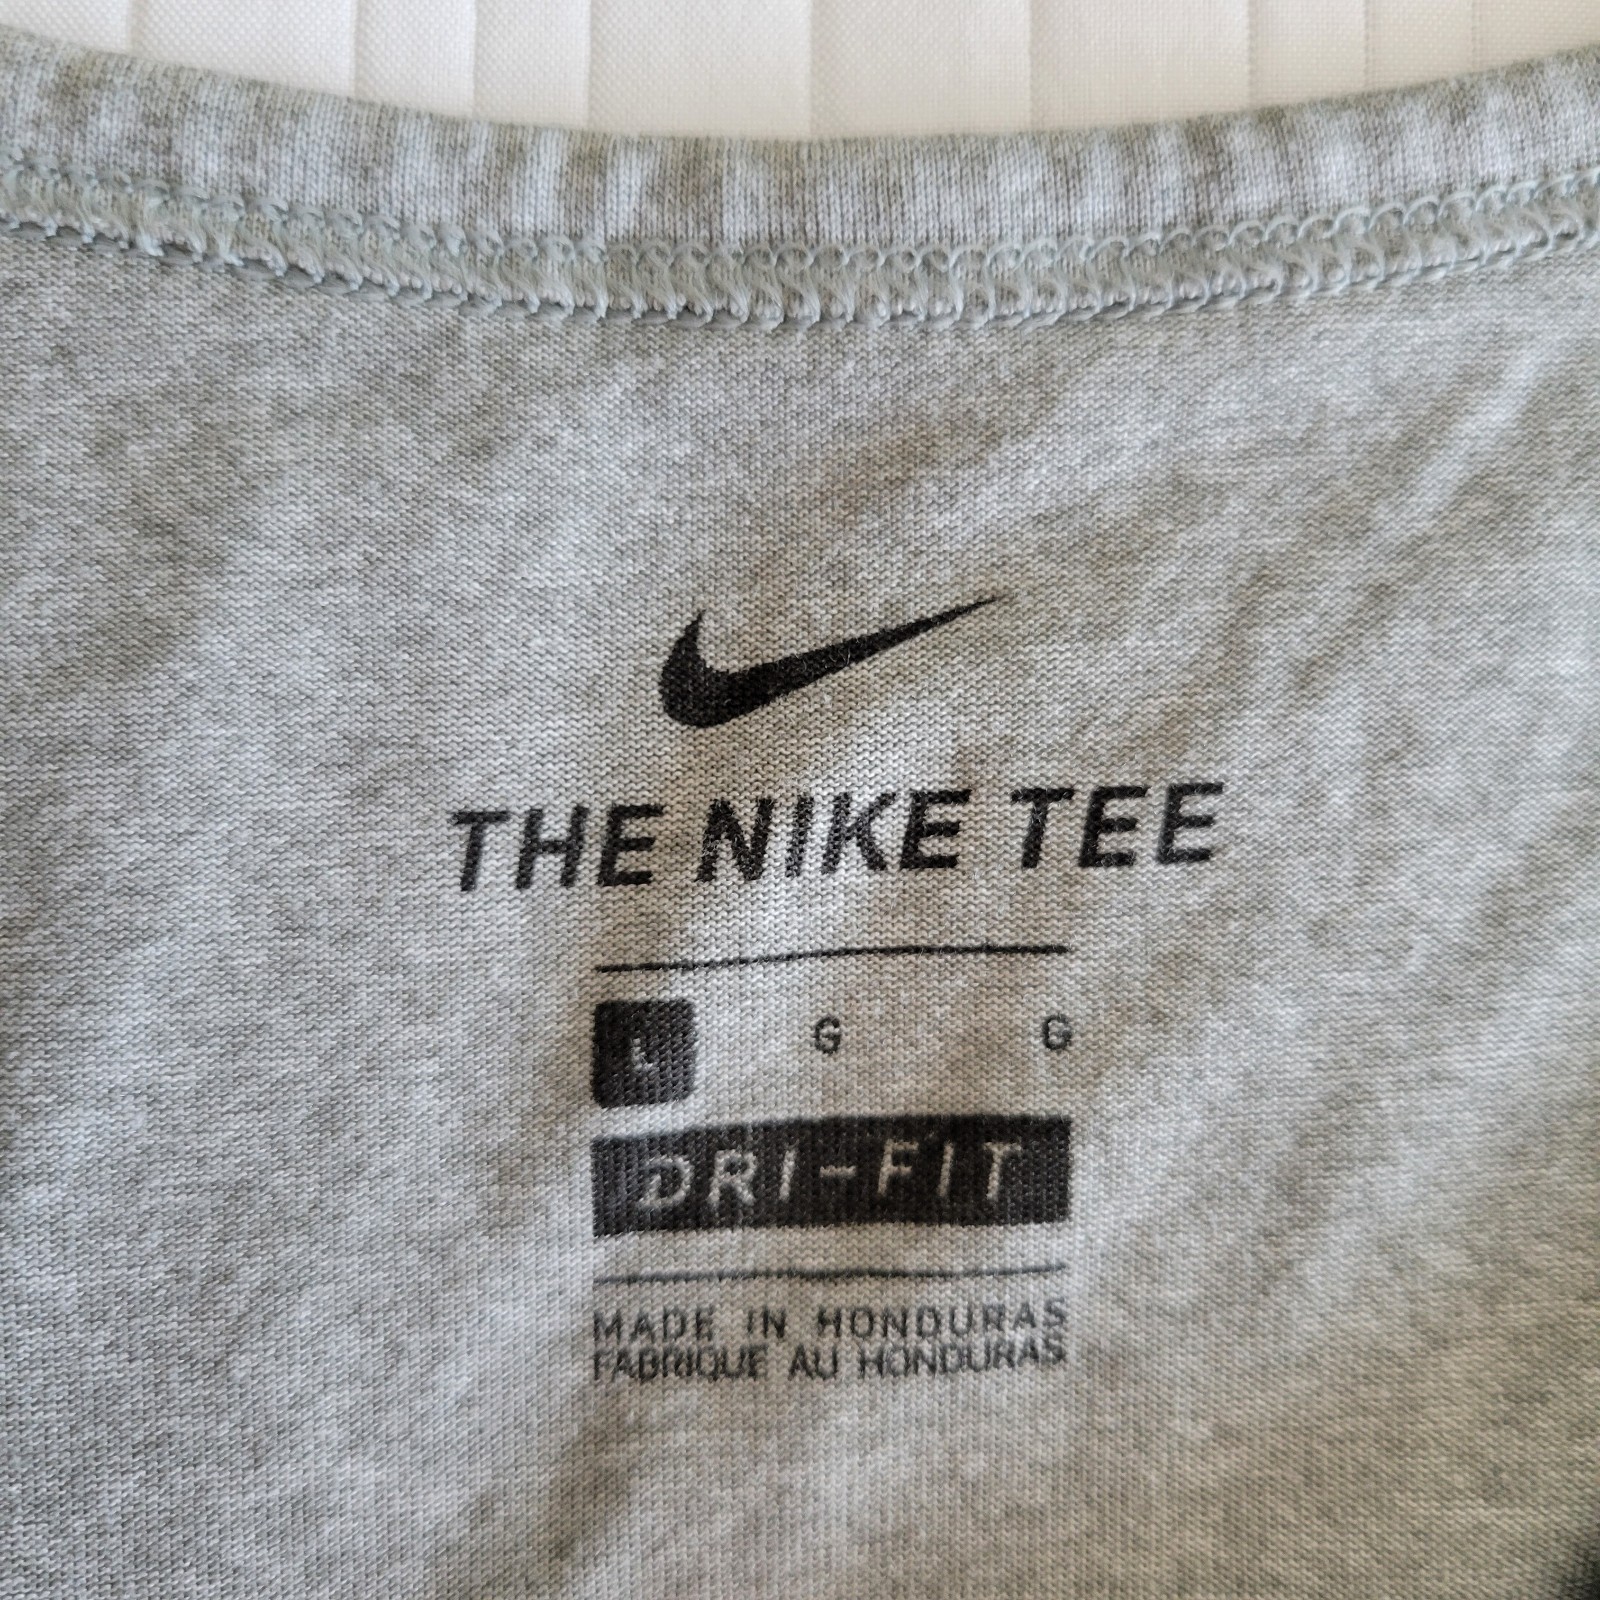 THE NIKE TEE
L G G
DRI-FIT
MADE IN HONDURAS
FABRIQUE AU HONDURAS